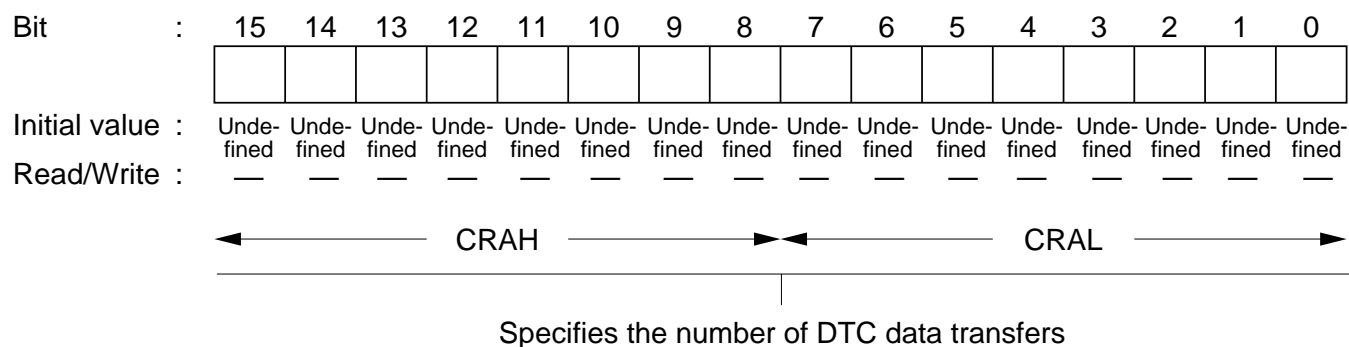 Bit : 15 14 13 12 11 10 9 8 7 6 5 4 3 2 1 0
Initial value : Unde- Unde- Unde- Unde- Unde- Unde- Unde- Unde- Unde- Unde- Unde- Unde- Unde- Unde- Unde- Unde-
fined fined fined fined fined fined fined fined fined fined fined fined fined fined fined fined
Read/Write : — — — — — — — — — — — — — — — —
CRAH CRAL
Specifies the number of DTC data transfers